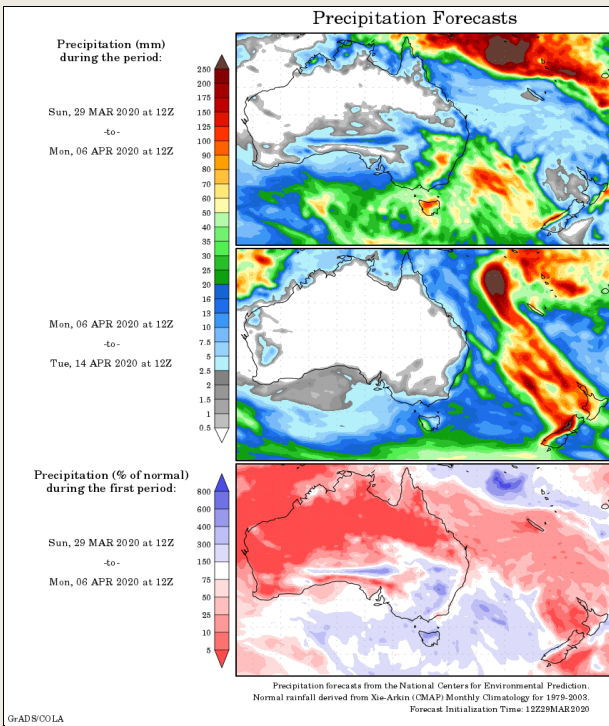 Precipitation Forecasts
Precipitation (mm)
during the period:
Sun, 29 MAR 2020 at 12Z
-to-
Mon, 06 APR 2020 at 12Z
250
200
175
150
125
100
90
80
70
60
50
40
35
30
25
20
16
13
10
7.5
5
2.5
2
1.5
1
0.5
Mon, 06 APR 2020 at 12Z
-to-
Tue, 14 APR 2020 at 12Z
Precipitation (% of normal)
during the first period:
Sun, 29 MAR 2020 at 12Z
-to-
Mon, 06 APR 2020 at 12Z
800
600
400
300
150
75
50
25
10
5
Precipitation forecasts from the National Centers for Environmental Prediction.
Normal rainfall derived from Xie-Arkin (CMAP) Monthly Climatology for 1979-2003.
Forecast Initialization Time: 12Z29MAR2020
GrADS/COLA